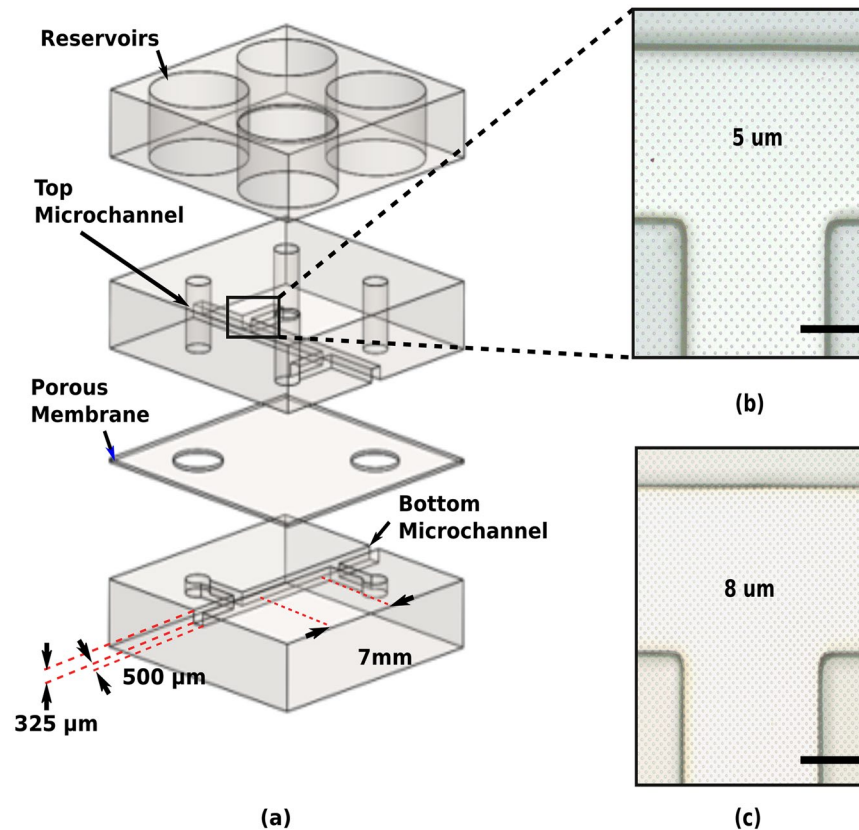 Reservoirs
Top
Microchannel
5 um
(b)
Porous
Membrane
Bottom
Microchannel
8 um
7mm
500 µm
325 µm
(a)
(c)